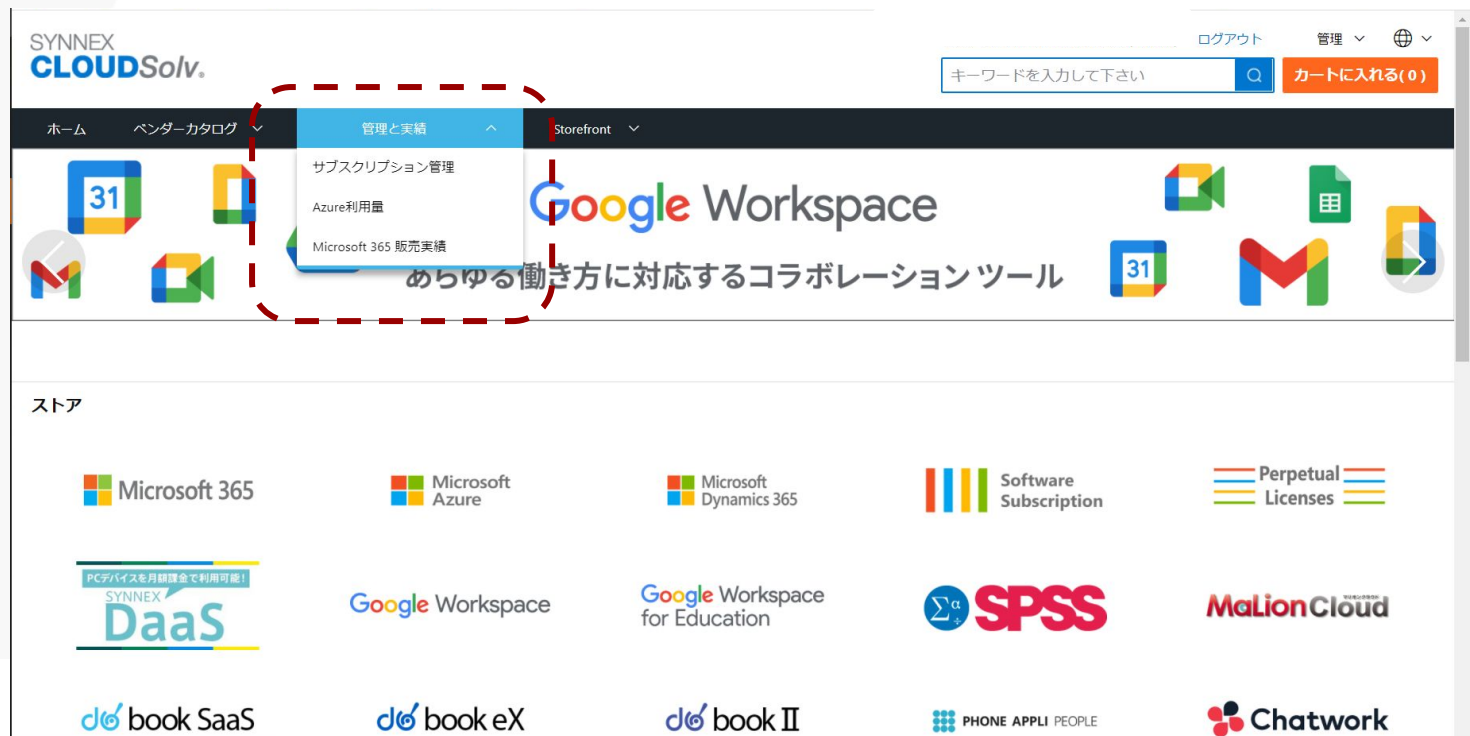 SYNNEX
CLOUDSolv.
ログアウト 管理
キーワードを入力して下さい カートに入れる( 0 )
ホーム ベンダーカタログ 管理と実績 Storefront
サブスクリプション管理
Azure利用量
Microsoft 365 販売実績
31
Google Workspace
あらゆる働き方に対応するコラボレーション ツール
31
ストア
Microsoft 365
Microsoft
Azure
Microsoft
Dynamics 365
Software
Subscription
Perpetual
Licenses
PCデバイスを月額課金で利用可能!
SYNNEX
DaaS
Google Workspace
Google Workspace
for Education
Σα÷ SPSS
MaLionCloud
book SaaS
book eX
book II
PHONE APPLI PEOPLE
Chatwork